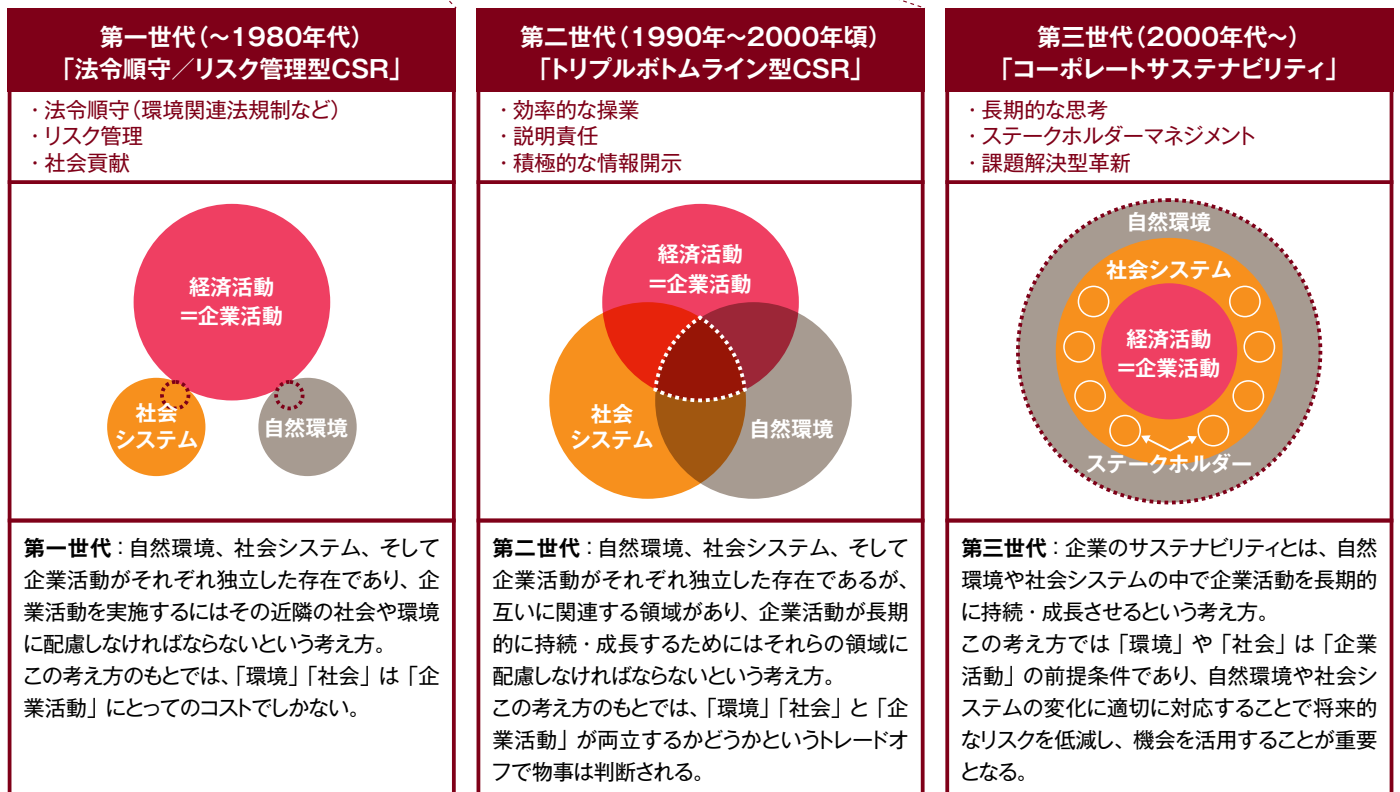 第一世代（～1980年代）
「法令順守／リスク管理型CSR」
・法令順守（環境関連法規制など）
・リスク管理
・社会貢献
経済活動
＝企業活動
社会
システム
自然環境
第一世代：自然環境、社会システム、そして
企業活動がそれぞれ独立した存在であり、企
業活動を実施するにはその近隣の社会や環境
に配慮しなければならないという考え方。
この考え方のもとでは、「環境」「社会」は「企
業活動」にとってのコストでしかない。
第二世代（1990年～2000年頃）
「トリプルボトムライン型CSR」
・効率的な操業
・説明責任
・積極的な情報開示
経済活動
＝企業活動
社会
システム
自然環境
第二世代：自然環境、社会システム、そして
企業活動がそれぞれ独立した存在であるが、
互いに関連する領域があり、企業活動が長期
的に持続・成長するためにはそれらの領域に
配慮しなければならないという考え方。
この考え方のもとでは、「環境」「社会」と「企
業活動」が両立するかどうかというトレードオ
フで物事は判断される。
第三世代（2000年代～）
「コーポレートサステナビリティ」
・長期的な思考
・ステークホルダーマネジメント
・課題解決型革新
自然環境
社会システム
経済活動
＝企業活動
ステークホルダー
第三世代：企業のサステナビリティとは、自然
環境や社会システムの中で企業活動を長期的
に持続・成長させるという考え方。
この考え方では「環境」や「社会」は「企業
活動」の前提条件であり、自然環境や社会シ
ステムの変化に適切に対応することで将来的
なリスクを低減し、機会を活用することが重要
となる。